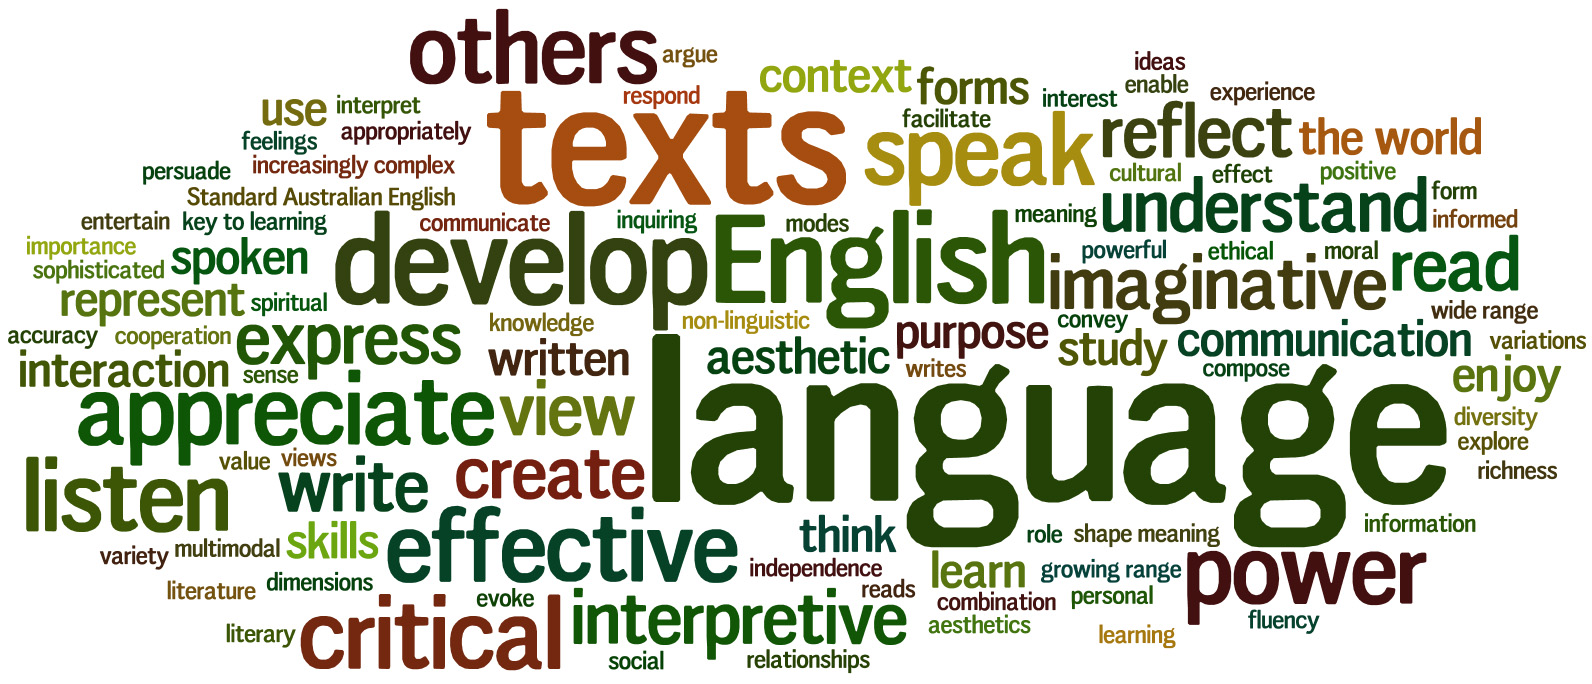 others
argue
ideas
context
forms
enable
use
interpret
respond
interest
experience
feelings
appropriately
texts
facilitate
speak
reflect
the world
persuade
increasingly complex
cultural
effect
positive
Standard Australian English
understand
form
entertain
key to learning
communicate
inquiring
modes
meaning
informed
importance
sophisticated
spoken
develop
English
powerful
ethical
moral
imaginative
read
represent
spiritual
wide range
accuracy
cooperation
express
knowledge
non-linguistic
purpose
convey
study
communication
variations
interaction
sense
written
aesthetic
writes
compose
enjoy
appreciate
view
language
diversity
explore
richness
listen
value
views
write
create
information
variety
multimodal
skills
effective
think
role
shape meaning
independence
learn
growing range
power
literature
dimensions
evoke
reads
combination
personal
fluency
literary
critical
interpretive
aesthetics
learning
social
relationships